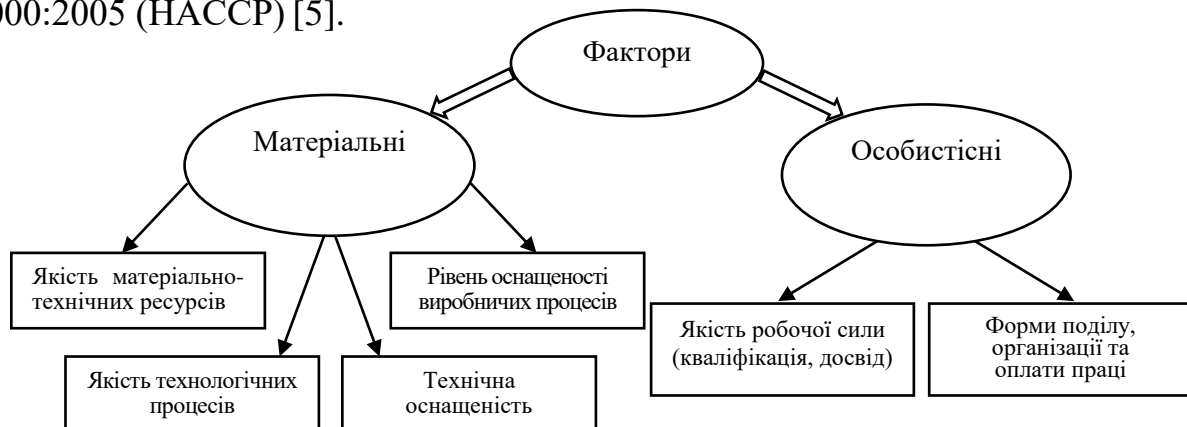 000:2005 (НАССР) [5].
Фактори
Матеріальні
Особистісні
Якість матеріально-
технічних ресурсів
Рівень оснащеності
виробничих процесів
Якість робочої сили
(кваліфікація, досвід)
Форми поділу,
організації та
оплати праці
Якість технологічних
процесів
Технічна
оснащеність